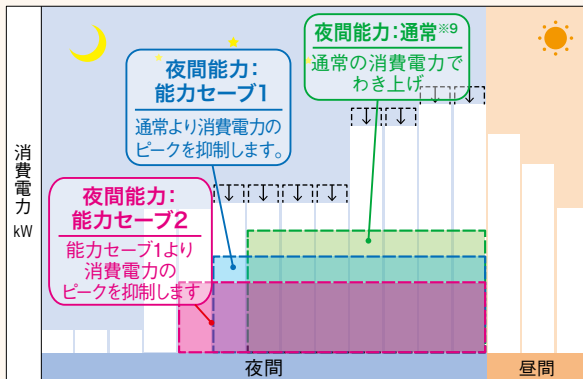 夜間能力：通常※9
通常の消費電力で
わき上げ
夜間能力：
能力セーブ1
通常より消費電力の
ピークを抑制します。
消費電力
kW
夜間能力：
能力セーブ2
能力セーブ1より
消費電力の
ピークを抑制します
夜間
昼間